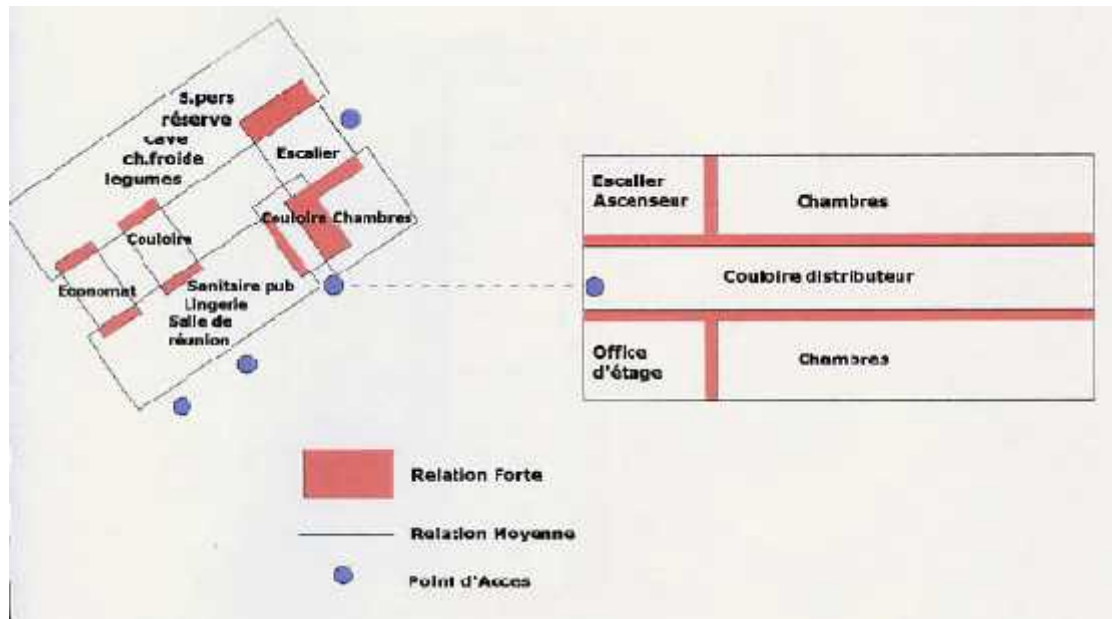 S.pers
réserve
cave
ch.froide
legumes
Escalier
Couloire Chambres
Couloire
Economat
Sanitaire pub
Lingerie
Salle de
réunion
Escalier
Ascenseur
Chambres
Couloire distributeur
Office
d'étage
Chambres
Relation Forte
Relation Moyenne
Point d'Acces